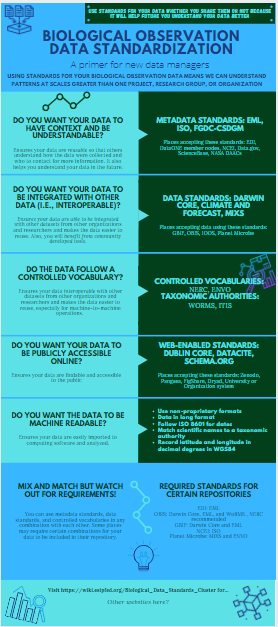 USE STANDARDS FOR YOUR DATA WHETHER YOU SHARE THEM OR NOT BECAUSE
IT WILL HELP FUTURE YOU UNDERSTAND YOUR DATA BETTER
BIOLOGICAL OBSERVATION
DATA STANDARDIZATION
A primer for new data managers
USING STANDARDS FOR YOUR BIOLOGICAL OBSERVATION DATA MEANS WE CAN UNDERSTAND
PATTERNS AT SCALES GREATER THAN ONE PROJECT, RESEARCH GROUP, OR ORGANIZATION
DO YOU WANT YOUR DATA TO
HAVE CONTEXT AND BE
UNDERSTANDABLE?
Ensures your data are reusable so that others
understand how the data were collected and
who to contact for more information. It also
helps you understand your data in the future.
METADATA STANDARDS: EML,
ISO, FGDC-CSDGM
Places accepting these standards: EDI,
DataONE member nodes, NCEI, Data.gov,
ScienceBase, NASA DAACs
DO YOU WANT YOUR DATA TO
BE INTEGRATED WITH OTHER
DATA (I.E., INTEROPERABLE)?
Ensures your data are able to be integrated
with other datasets from other organizations
and researchers and makes the data easier to
reuse. Also, you will benefit from community
developed tools.
DATA STANDARDS: DARWIN
CORE, CLIMATE AND
FORECAST, MIXS
Places accepting data using these standards:
GBIF, OBIS, IOOS, Planet Microbe
DO THE DATA FOLLOW A
CONTROLLED VOCABULARY?
Ensures your data interoperable with other
datasets from other organizations and
researchers and makes the data easier to
reuse, especially for machine-to-machine
operations.
CONTROLLED VOCABULARIES:
NERC, ENVO
TAXONOMIC AUTHORITIES:
WORMS, ITIS
DO YOU WANT YOUR DATA TO
BE PUBLICLY ACCESSIBLE
ONLINE?
Ensures your data are findable and accessible
to the public
WEB-ENABLED STANDARDS:
DUBLIN CORE, DATACITE,
SCHEMA.ORG
Places accepting these standards: Zenodo,
Pangaea, FigShare, Dryad, University or
Organization system
DO YOU WANT THE DATA TO BE
MACHINE READABLE?
Ensures your data are easily imported to
computing software and analyzed.
Use non-proprietary formats
Data in long format
Follow ISO 8601 for dates
Match scientific names to a taxonomic
authority
Record latitude and longitude in
decimal degrees in WGS84
MIX AND MATCH BUT WATCH
OUT FOR REQUIREMENTS!
You can use metadata standards, data
standards, and controlled vocabularies in any
combination with each other. Some places
may require certain combinations for your
data to be included in their repository.
REQUIRED STANDARDS FOR
CERTAIN REPOSITORIES
EDI: EML
OBIS: Darwin Core, EML, and WoRMS , NERC
recommended
GBIF: Darwin Core and EML
NCEI: ISO
Planet Microbe: MIXS and ENVO
Visit https://wiki.esipfed.org/Biological_Data_Standards_Cluster for...
Other websites here?